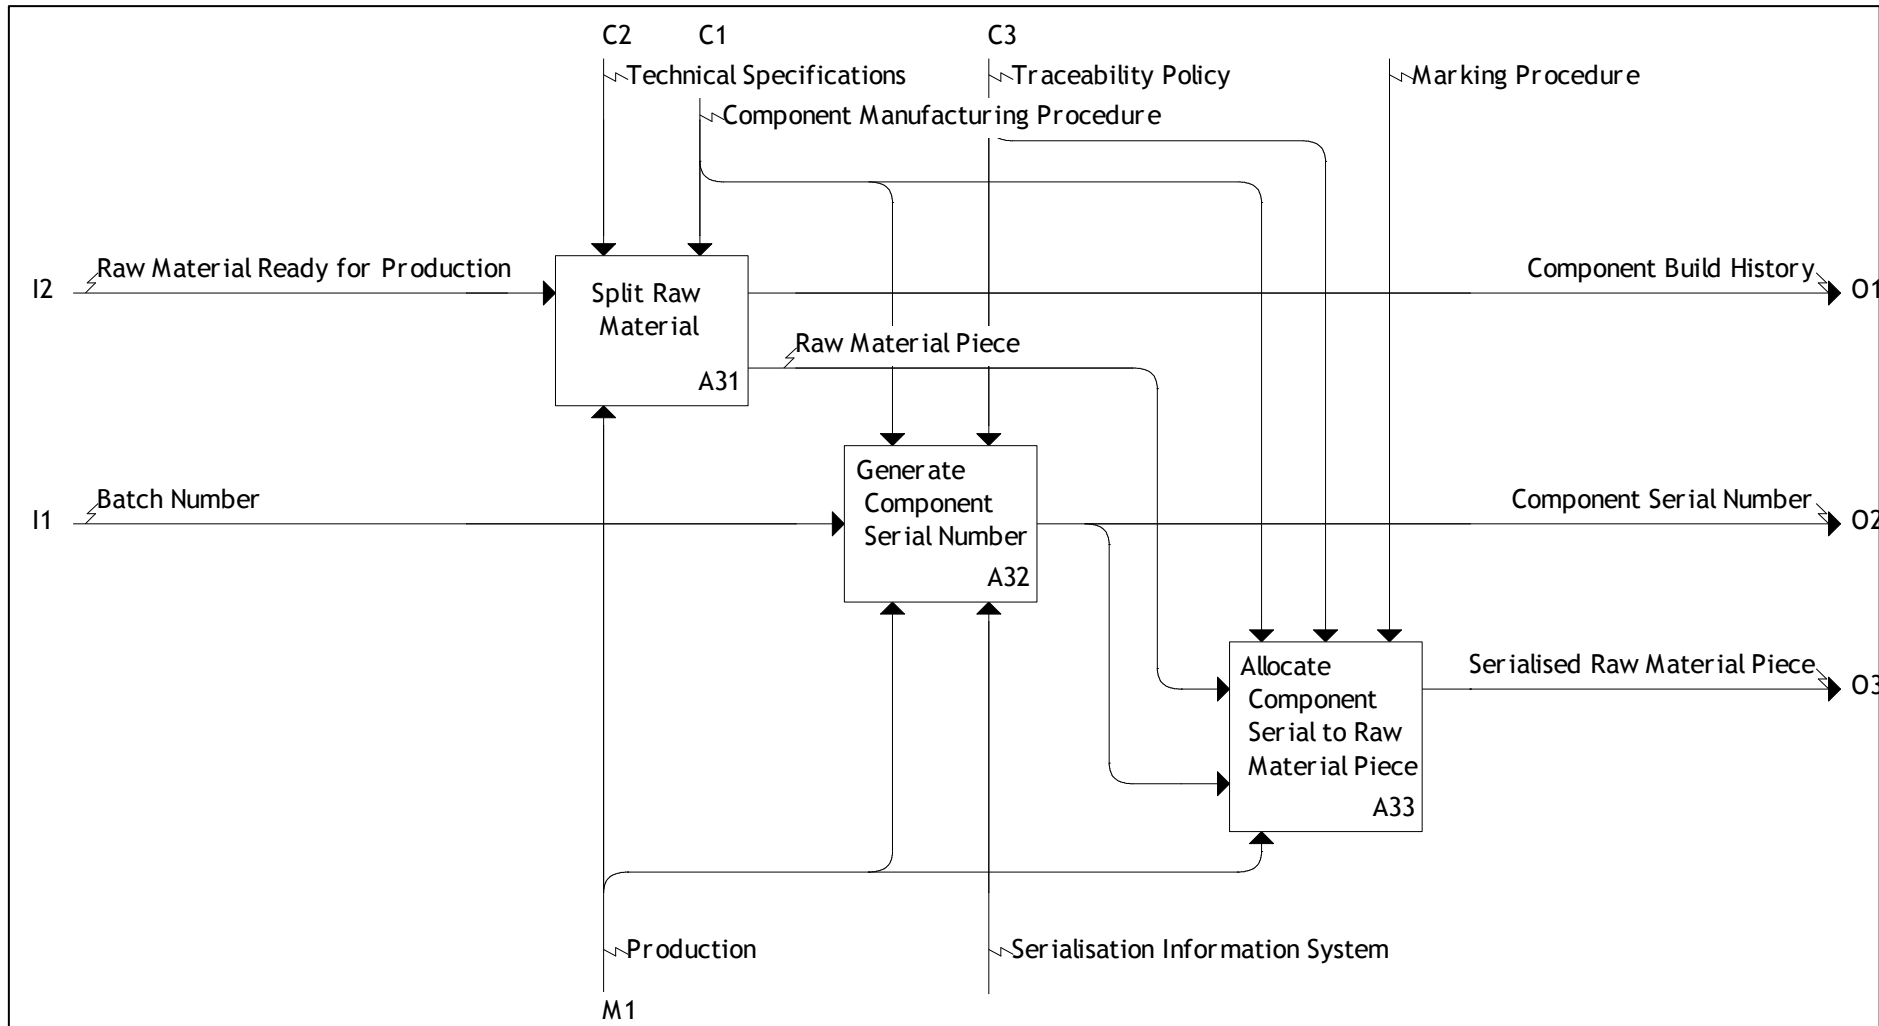 C2
C1
C3
Technical Specifications
Traceability Policy
Marking Procedure
Component Manufacturing Procedure
Raw Material Ready for Production
Component Build History
I2
O1
Split Raw
Material
A31
Raw Material Piece
Batch Number
Component Serial Number
I1
O2
Generate
Component
Serial Number
A32
Allocate
Component
Serial to Raw
Material Piece
A33
Serialised Raw Material Piece
O3
Production
Serialisation Information System
M1